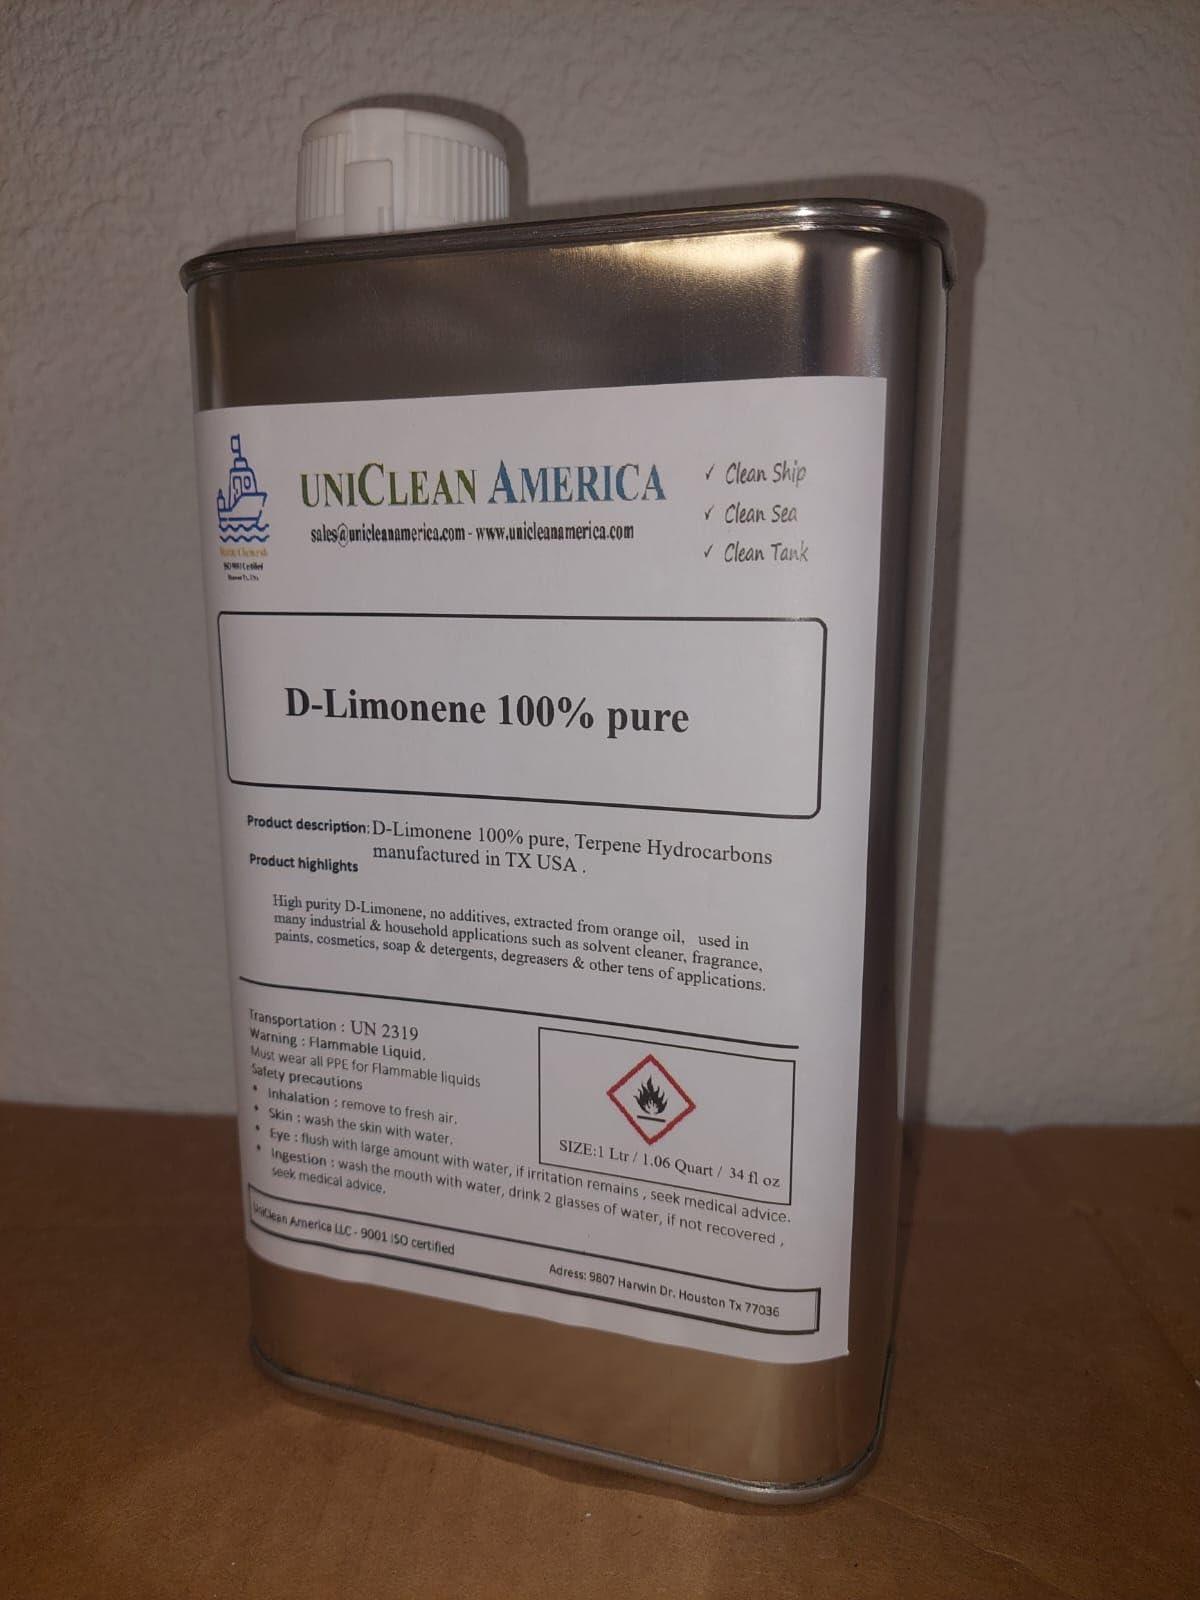 UNICLEAN AMERICA
sales@unicleanamerica.com - www.unicleanamerica.com
✓ Clean Ship
✓ Clean Sea
✓ Clean Tank
ISO 9001 Certified
D-Limonene 100% pure
Product description: D-Limonene 100% pure, Terpene Hydrocarbons
manufactured in TX USA .
Product highlights
High purity D-Limonene, no additives, extracted from orange oil, used in
many industrial & household applications such as solvent cleaner, fragrance,
paints, cosmetics, soap & detergents, degreasers & other tens of applications.
Transportation : UN 2319
Warning : Flammable Liquid.
Must wear all PPE for Flammable liquids
Safety precautions
• Inhalation : remove to fresh air.
• Skin : wash the skin with water.
• Eye : flush with large amount with water, if irritation remains , seek medical advice.
• Ingestion : wash the mouth with water, drink 2 glasses of water, if not recovered ,
seek medical advice.
SIZE:1 Ltr / 1.06 Quart / 34 fl oz
UniClean America LLC - 9001 ISO certified
Adress: 9807 Harwin Dr. Houston Tx 77036